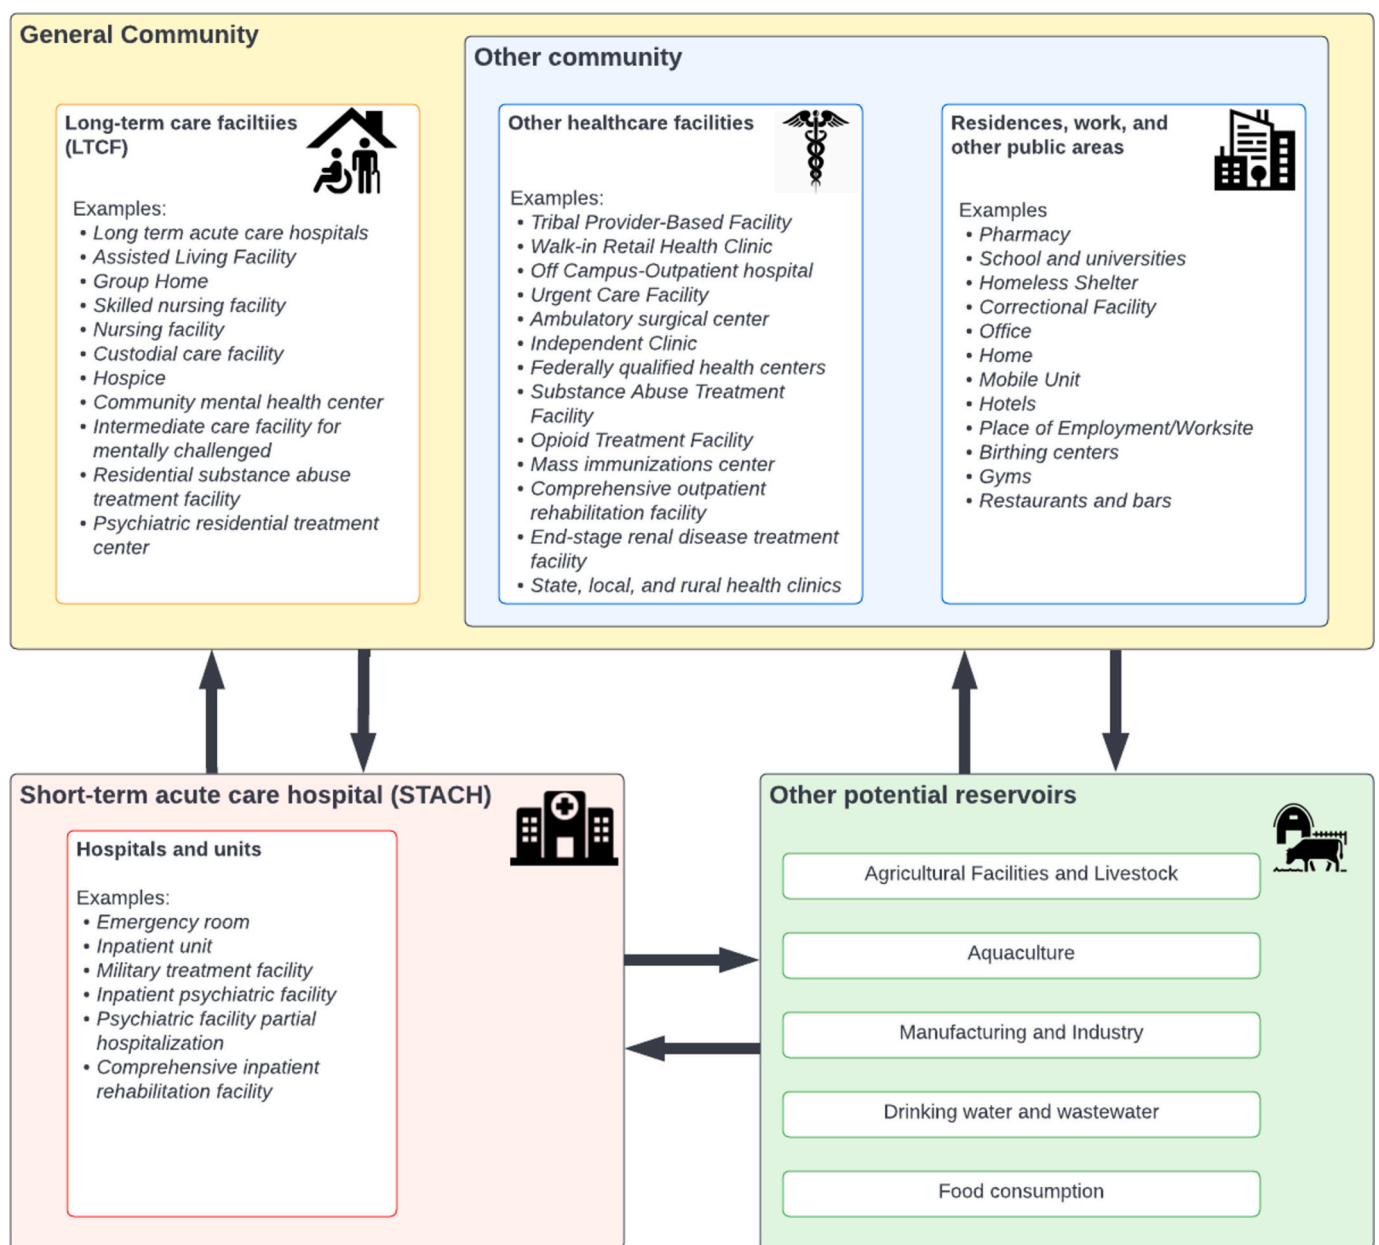 General Community
Other community
Long-term care faciltiies
(LTCF)
Examples:
• Long term acute care hospitals
• Assisted Living Facility
• Group Home
• Skilled nursing facility
• Nursing facility
• Custodial care facility
• Hospice
• Community mental health center
• Intermediate care facility for
mentally challenged
• Residential substance abuse
treatment facility
• Psychiatric residential treatment
center
Other healthcare facilities
Examples:
• Tribal Provider-Based Facility
• Walk-in Retail Health Clinic
• Off Campus-Outpatient hospital
• Urgent Care Facility
• Ambulatory surgical center
• Independent Clinic
• Federally qualified health centers
• Substance Abuse Treatment
Facility
• Opioid Treatment Facility
• Mass immunizations center
• Comprehensive outpatient
rehabilitation facility
• End-stage renal disease treatment
facility
• State, local, and rural health clinics
Residences, work, and
other public areas
Examples
• Pharmacy
• School and universities
• Homeless Shelter
• Correctional Facility
• Office
• Home
• Mobile Unit
• Hotels
• Place of Employment/Worksite
• Birthing centers
• Gyms
• Restaurants and bars
Short-term acute care hospital (STACH)
Hospitals and units
Examples:
• Emergency room
• Inpatient unit
• Military treatment facility
• Inpatient psychiatric facility
• Psychiatric facility partial
hospitalization
• Comprehensive inpatient
rehabilitation facility
Other potential reservoirs
Agricultural Facilities and Livestock
Aquaculture
Manufacturing and Industry
Drinking water and wastewater
Food consumption